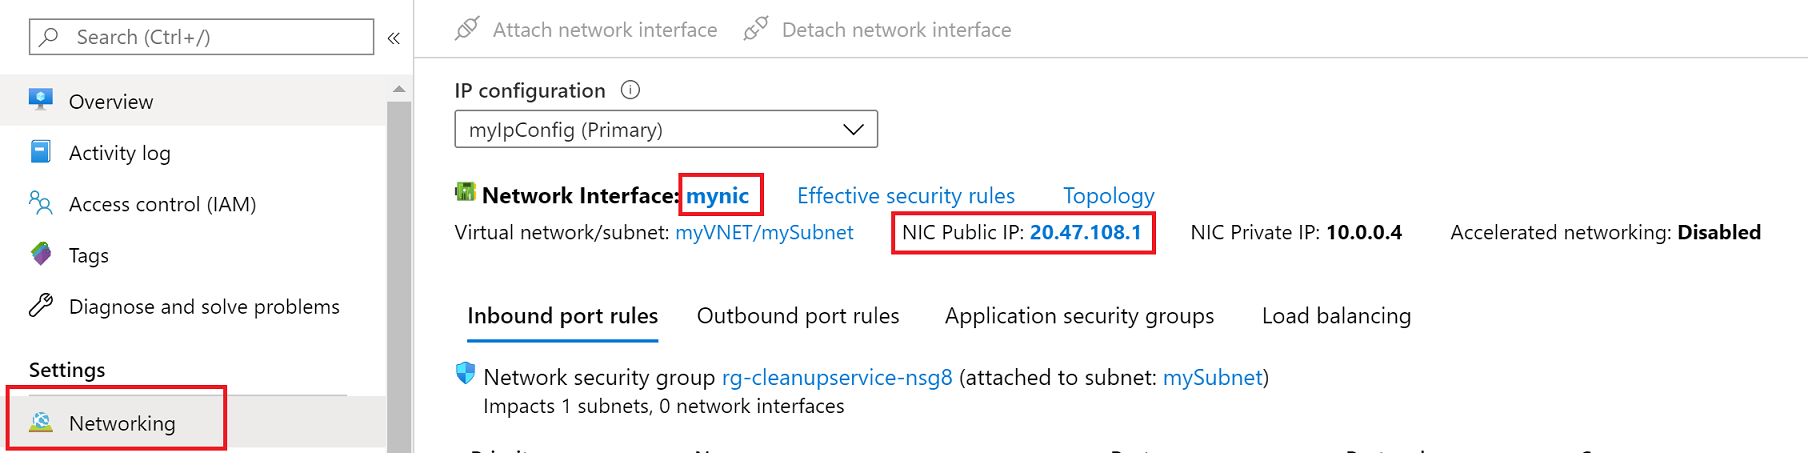 Search (Ctrl+/)
«
Overview
Activity log
Access control (IAM)
Tags
Diagnose and solve problems
Settings
Networking
Attach network interface
Detach network interface
IP configuration
myIpConfig (Primary)
Network Interface: mynic Effective security rules Topology
Virtual network/subnet: myVNET/mySubnet NIC Public IP: 20.47.108.1 NIC Private IP: 10.0.0.4 Accelerated networking: Disabled
Inbound port rules Outbound port rules Application security groups Load balancing
Network security group rg-cleanupservice-nsg8 (attached to subnet: mySubnet)
Impacts 1 subnets, 0 network interfaces